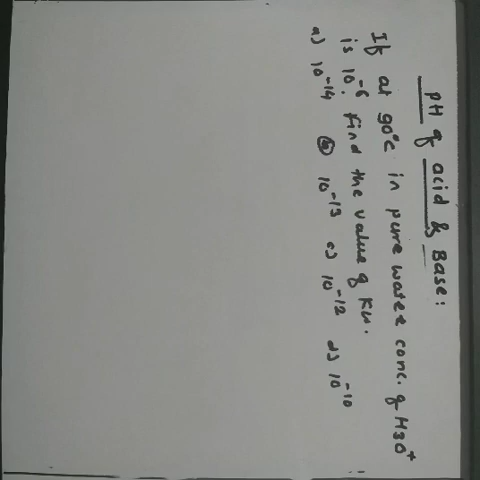 pH of acid & Base:
If at 90°C in pure water conc. of H3O+
is 10^-6. Find the value of Kw.
a) 10^-14 b) 10^-13 c) 10^-12 d) 10^-10